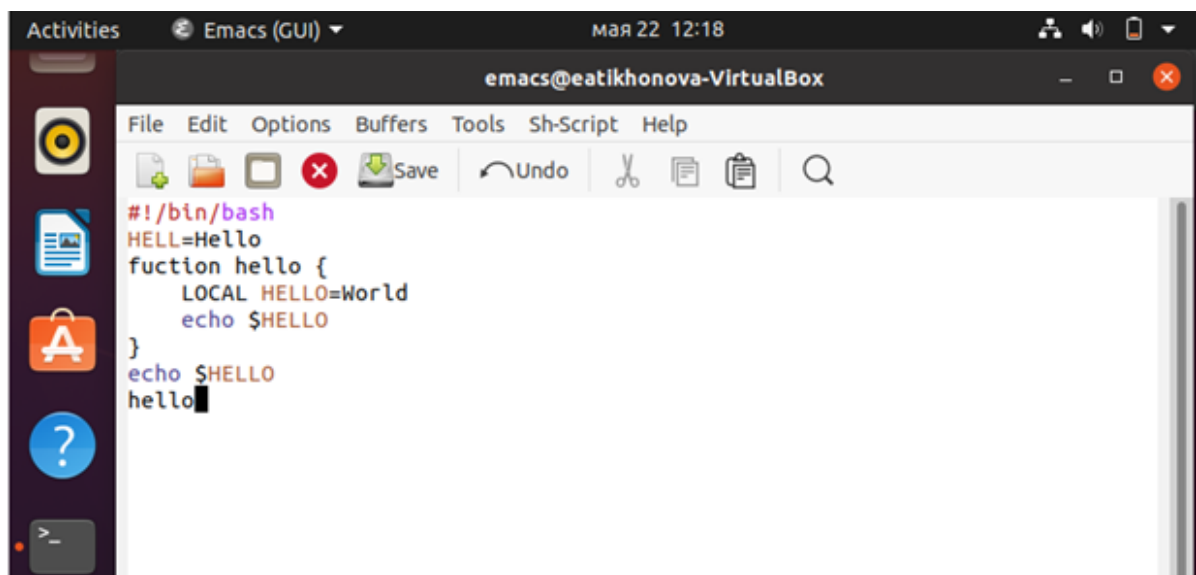 Activities Emacs (GUI) мая 22 12:18
emacs@eatikhonova-VirtualBox
File Edit Options Buffers Tools Sh-Script Help
Save Undo
#!/bin/bash
HELL=Hello
fuction hello {
    LOCAL HELLO=World
    echo $HELLO
}
echo $HELLO
hello